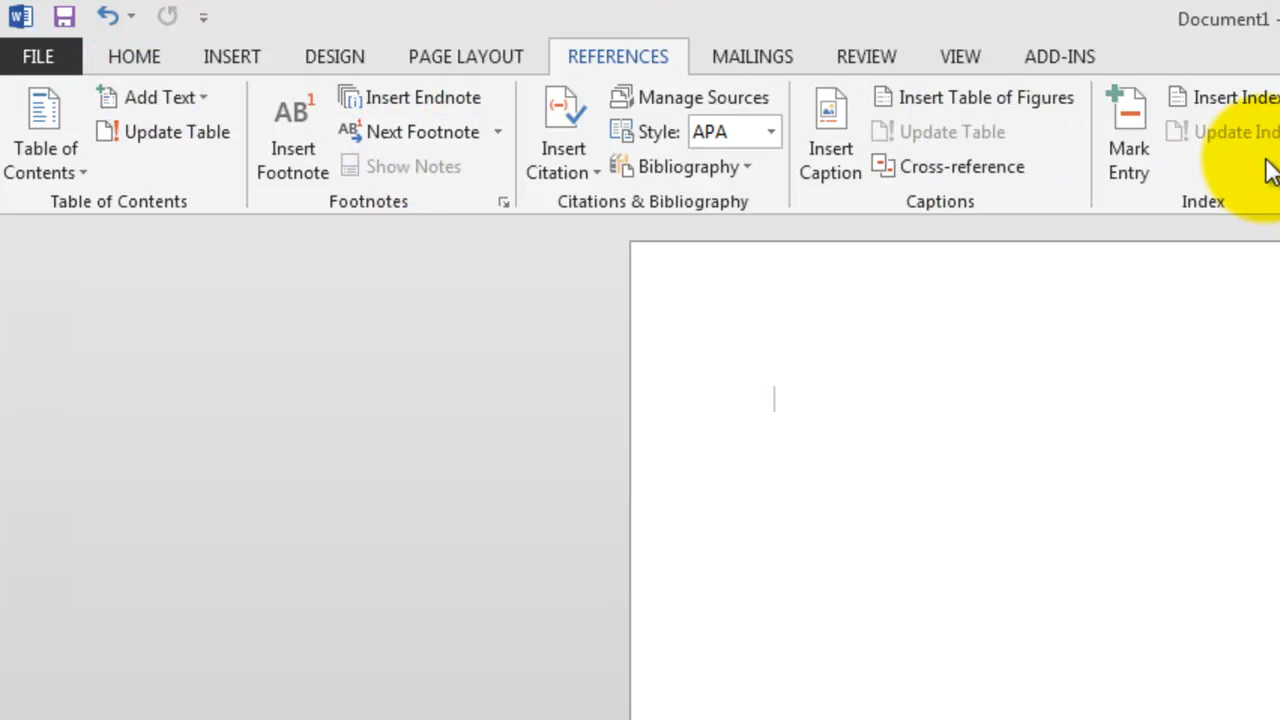 Document1 -
FILE HOME INSERT DESIGN PAGE LAYOUT REFERENCES MAILINGS REVIEW VIEW ADD-INS
Table of
Contents
Add Text
Update Table
Table of Contents
AB1
Insert
Footnote
Insert Endnote
Next Footnote
Show Notes
Footnotes
Insert
Citation
Manage Sources
Style: APA
Bibliography
Citations & Bibliography
Insert
Caption
Insert Table of Figures
Update Table
Cross-reference
Captions
Mark
Entry
Insert Index
Update Ind
Index